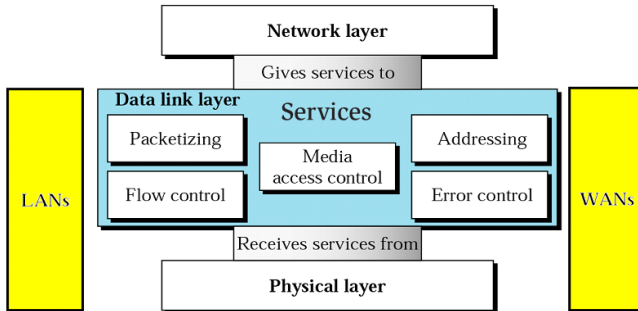 Network layer
Gives services to
Data link layer
Services
Packetizing
Addressing
Media
access control
Flow control
Error control
LANs
WANs
Receives services from
Physical layer